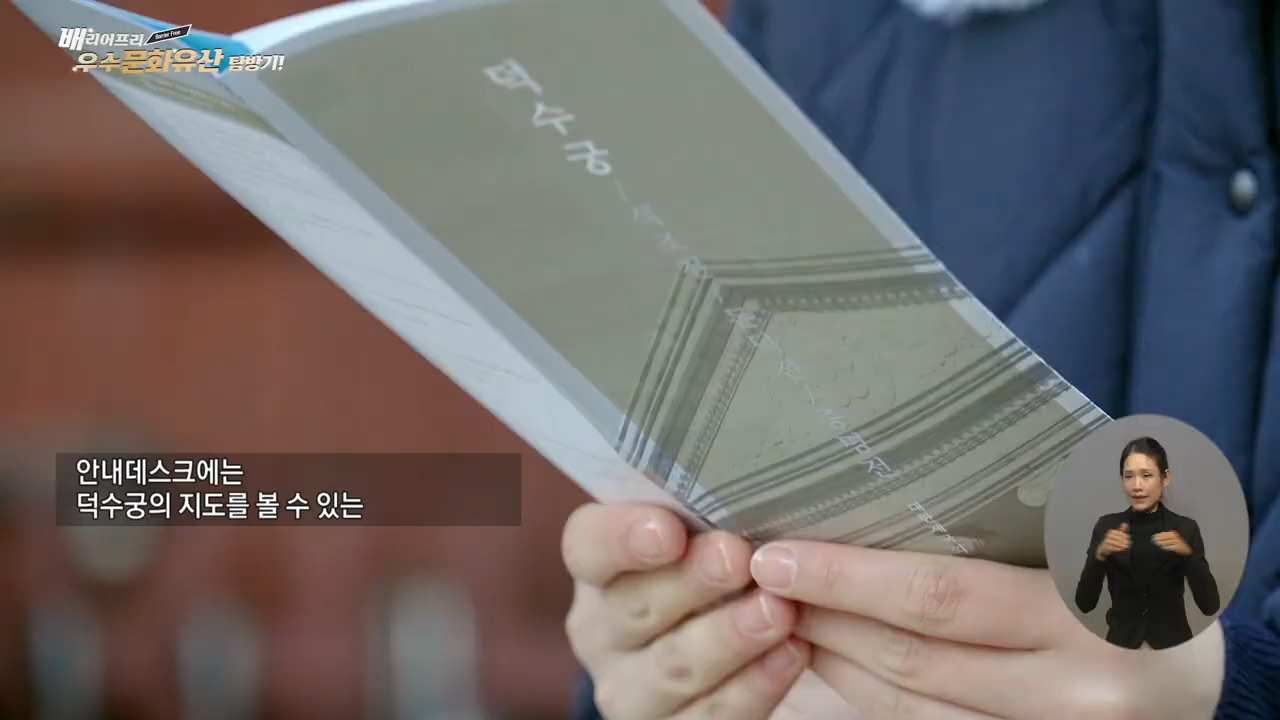 배리어프리 Barrier Free
우수문화유산 탐방기!
덕수궁
안내데스크에는
덕수궁의 지도를 볼 수 있는